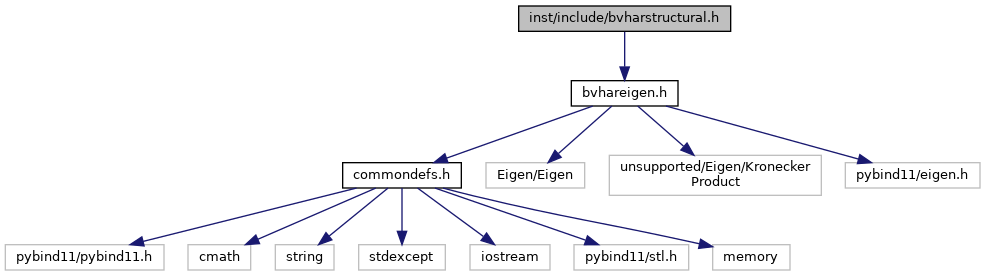 inst/include/bvharstructural.h
bvhareigen.h
commondefs.h
Eigen/Eigen
unsupported/Eigen/Kronecker
Product
pybind11/eigen.h
pybind11/pybind11.h
cmath
string
stdexcept
iostream
pybind11/stl.h
memory